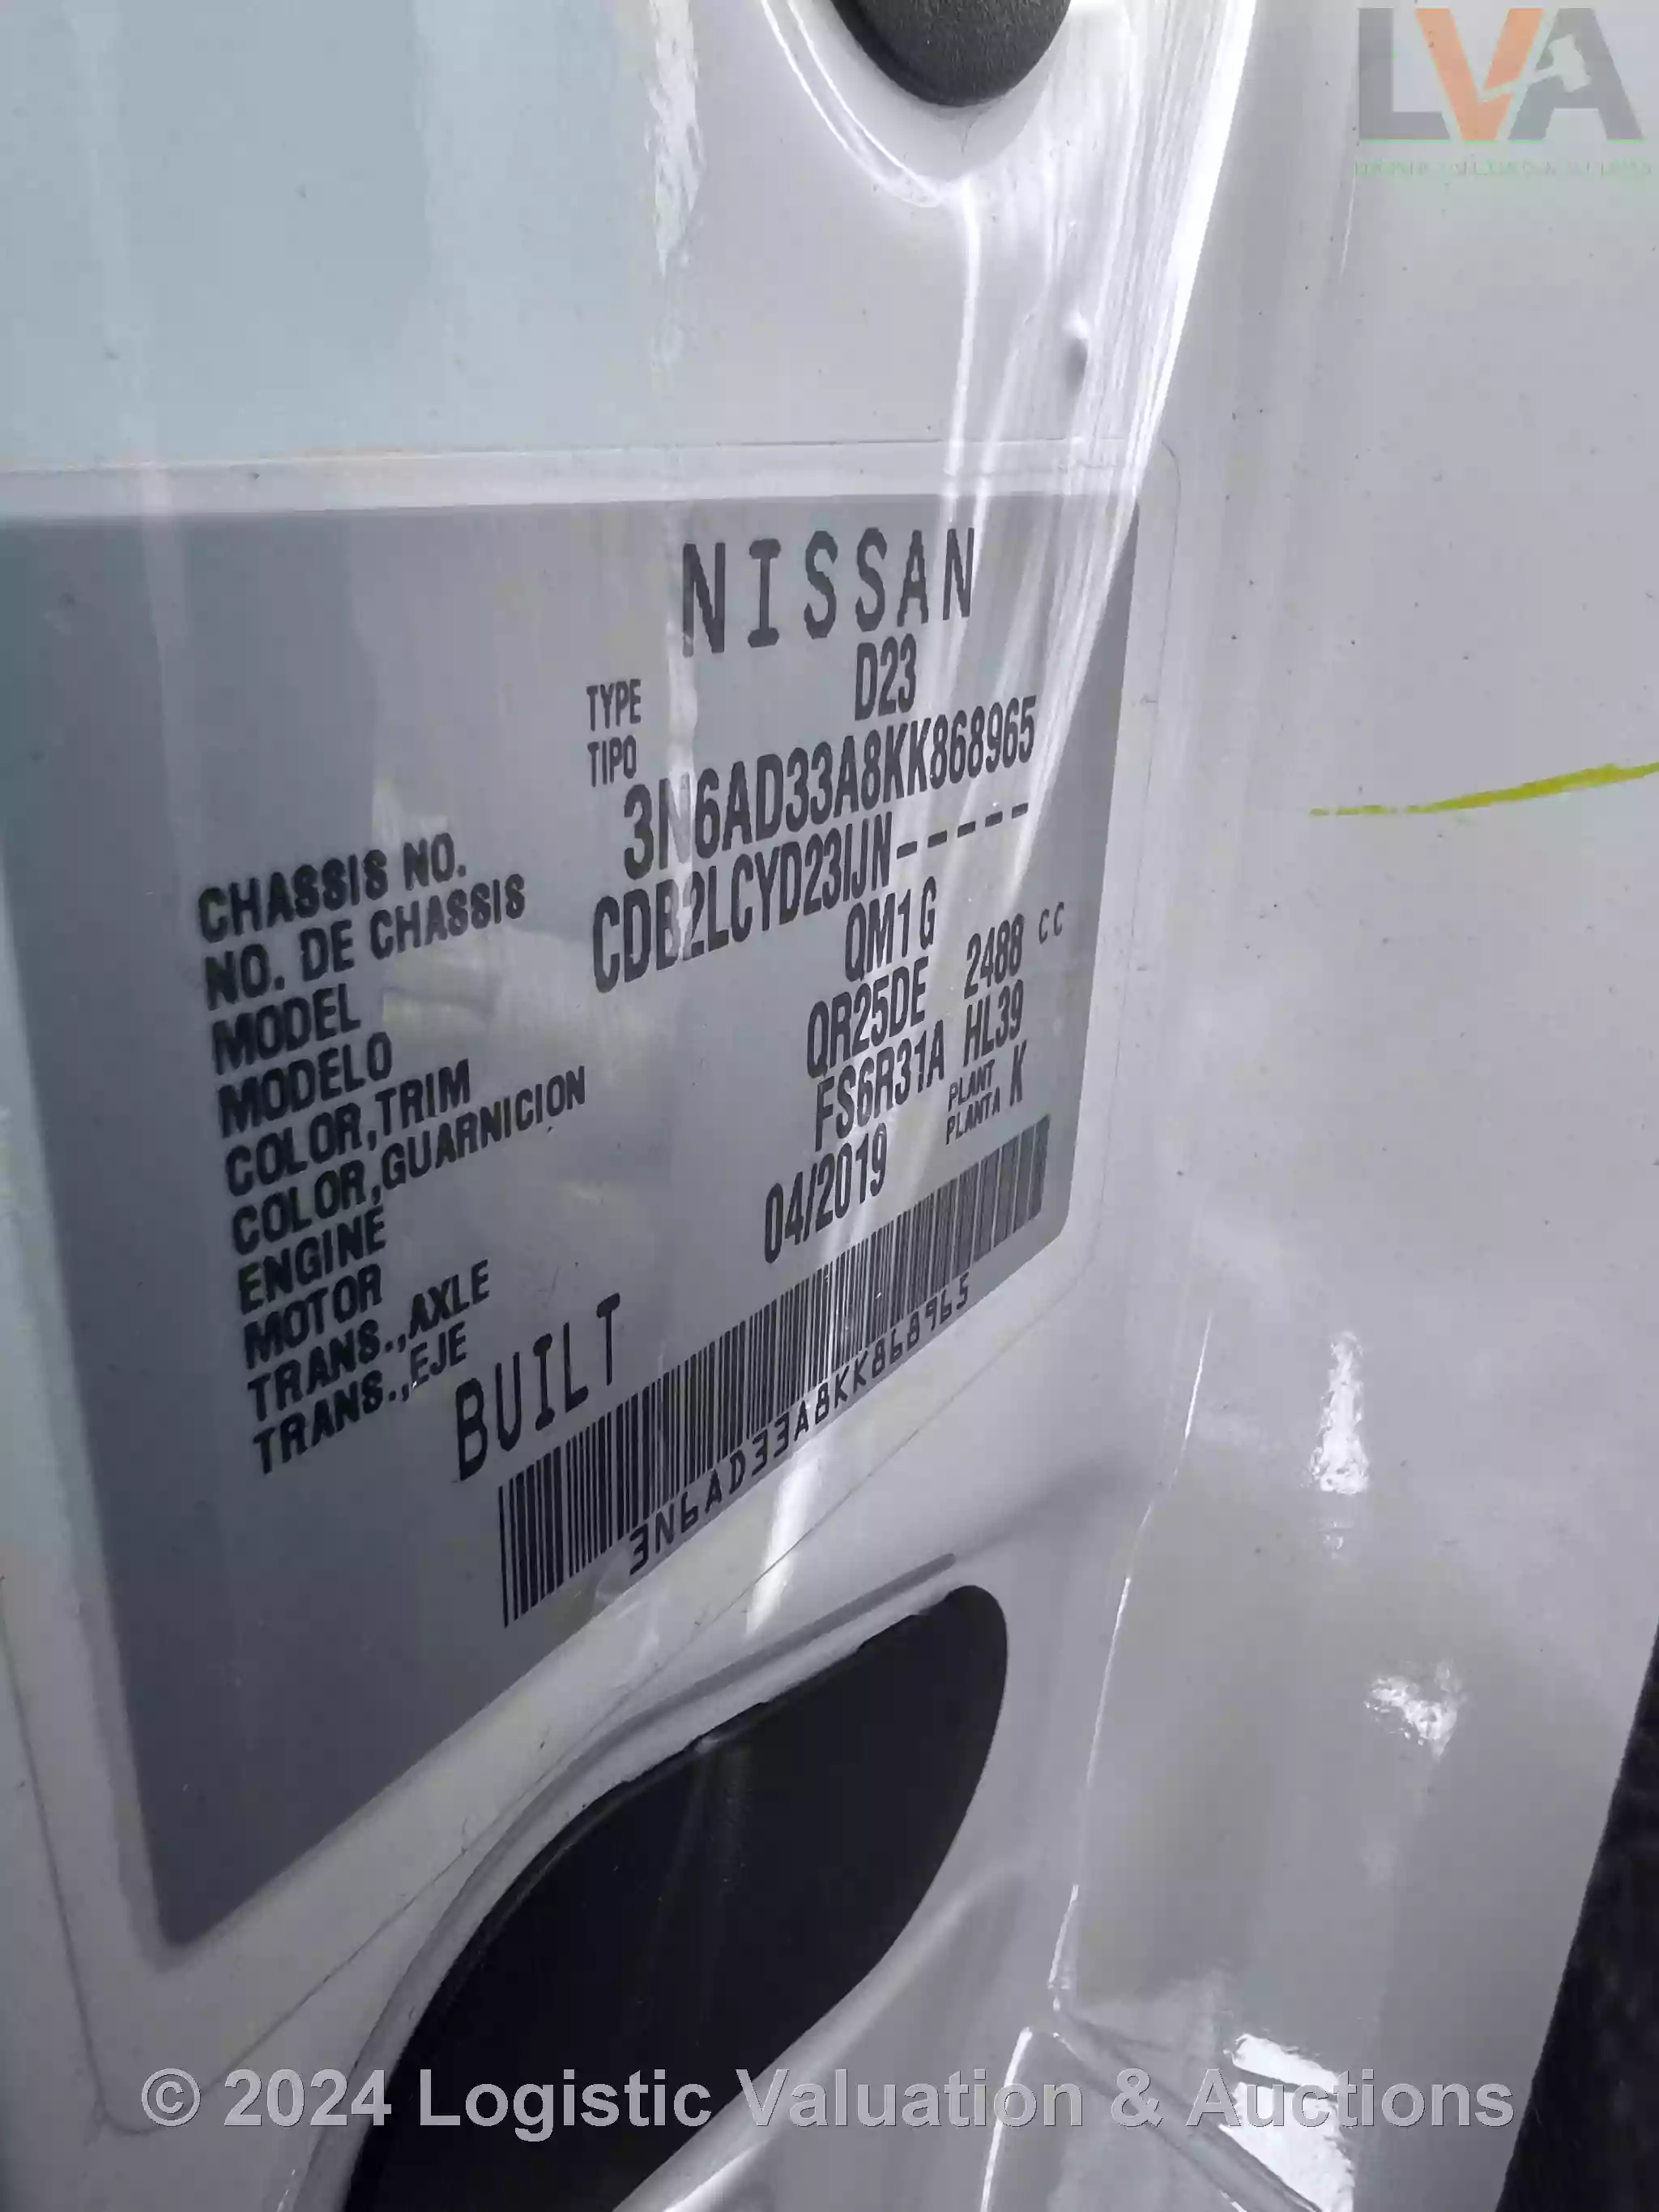 LVA
NISSAN
TYPE D23
TIPO
CHASSIS NO. 3N6AD33A8KK868965
NO. DE CHASSIS
MODEL CDB2LCYD23IJN-----
MODELO
COLOR,TRIM QM1 G
COLOR,GUARNICION
ENGINE QR25DE 2488 CC
MOTOR
TRANS.,AXLE FS6R31A HL39
TRANS.,EJE
PLANT K
PLANTA
BUILT 04/2019
3N6AD33A8KK868965
© 2024 Logistic Valuation & Auctions